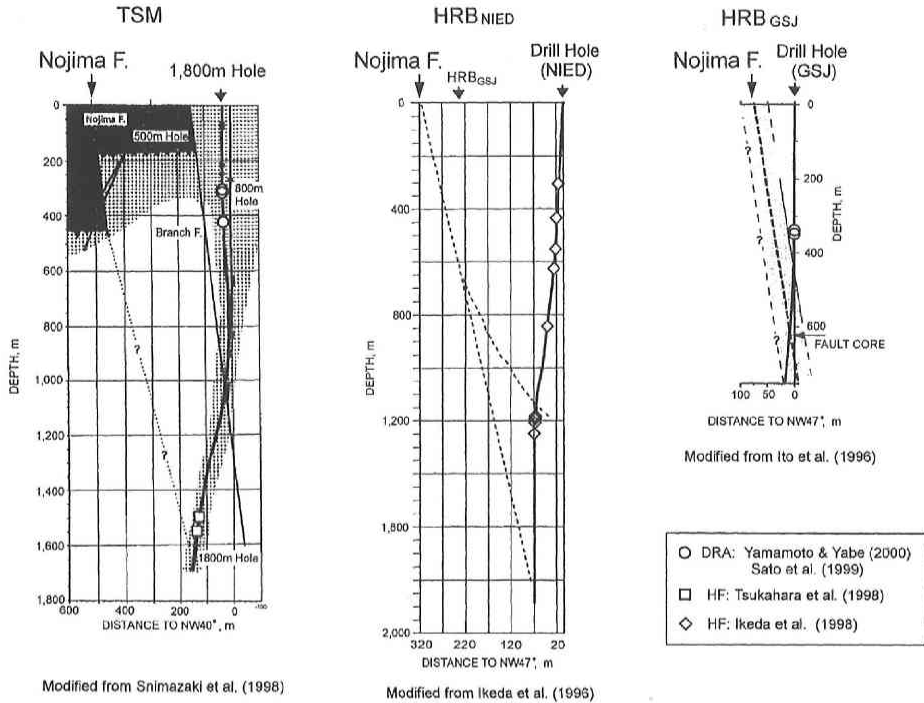 TSM
Nojima F.
1,800m Hole
Nojima F.
500m Hole
800m
Hole
Branch F.
?
?
1800m Hole
0
200
400
600
800
1,000
1,200
1,400
1,600
1,800
DEPTH, m
600
400
200
0
-100
DISTANCE TO NW40°, m
Modified from Snimazaki et al. (1998)
HRB NIED
Nojima F.
HRB GSJ
Drill Hole
(NIED)
0
400
800
1,200
1,800
2,000
DEPTH, m
320
220
120
20
DISTANCE TO NW47°, m
Modified from Ikeda et al. (1996)
HRB GSJ
Nojima F.
Drill Hole
(GSJ)
0
200
400
600
DEPTH, m
?
?
?
FAULT CORE
100
50
0
DISTANCE TO NW47°, m
Modified from Ito et al. (1996)
DRA: Yamamoto & Yabe (2000)
Sato et al. (1999)
HF: Tsukahara et al. (1998)
HF: Ikeda et al. (1998)